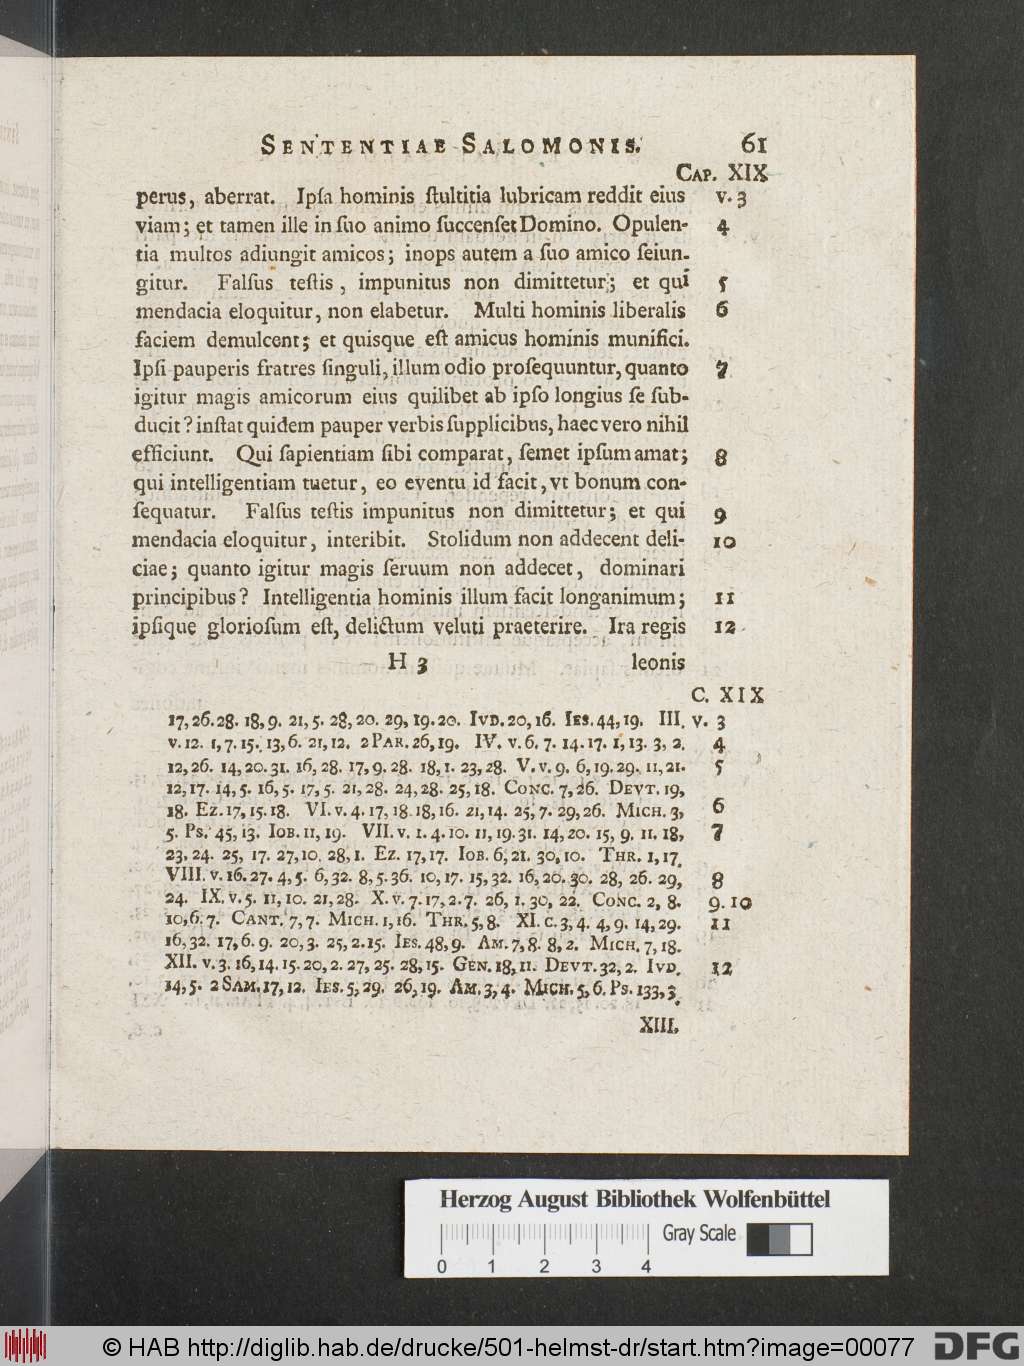 SENTENTIAE SALOMONIS. 61
CAP. XIX
perus, aberrat. Ipſa hominis ſtultitia lubricam reddit eius v. 3
viam; et tamen ille in ſuo animo ſuccenſet Domino. Opulen- 4
tia multos adiungit amicos; inops autem a ſuo amico ſeiun-
gitur. Falſus teſtis, impunitus non dimittetur; et qui 5
mendacia eloquitur, non elabetur. Multi hominis liberalis 6
faciem demulcent; et quisque eſt amicus hominis munifici.
Ipſi pauperis fratres ſinguli, illum odio proſequuntur, quanto 7
igitur magis amicorum eius quilibet ab ipſo longius ſe ſub-
ducit? inſtat quidem pauper verbis ſupplicibus, haec vero nihil
efficiunt. Qui ſapientiam ſibi comparat, ſemet ipſum amat; 8
qui intelligentiam tuetur, eo eventu id facit, vt bonum con-
ſequatur. Falſus teſtis impunitus non dimittetur; et qui 9
mendacia eloquitur, interibit. Stolidum non addecent deli- 10
ciae; quanto igitur magis ſeruum non addecet, dominari
principibus? Intelligentia hominis illum facit longanimum; 11
ipſique glorioſum eſt, delictum veluti praeterire. Ira regis 12
H 3 leonis
C. XIX
17, 26. 28. 18, 9. 21, 5. 28, 20. 29, 19. 20. IVD. 20, 16. IES. 44, 19. III. v. 3
v. 12. 1, 7. 15. 13, 6. 21, 12. 2 PAR. 26, 19. IV. v. 6. 7. 14. 17. 1, 13. 3, 2. 4
12, 26. 14, 20. 31. 16, 28. 17, 9. 28. 18, 1. 23, 28. V. v. 9. 6, 19. 29. 11, 21. 5
12, 17. 14, 5. 16, 5. 17, 5. 21, 28. 24, 28. 25, 18. CONC. 7, 26. DEVT. 19,
18. EZ. 17, 15. 18. VI. v. 4. 17, 18. 18, 16. 21, 14. 25, 7. 29, 26. MICH. 3, 6
5. PS. 45, 13. IOB. 11, 19. VII. v. 1. 4. 10. 11, 19. 31. 14, 20. 15, 9. 11. 18, 7
23. 24. 25, 17. 27, 10. 28, 1. EZ. 17, 17. IOB. 6, 21. 30, 10. THR. 1, 17.
VIII. v. 16. 27. 4, 5. 6, 32. 8, 5. 36. 10, 17. 15, 32. 16, 20. 30. 28, 26. 29, 8
24. IX. v. 5. 11, 10. 21, 28. X. v. 7. 17, 2. 7. 26, 1. 30, 22. CONC. 2, 8. 9. 10
10, 6. 7. CANT. 7, 7. MICH. 1, 16. THR. 5, 8. XI. c. 3, 4. 4, 9. 14, 29. 11
16, 32. 17, 6. 9. 20, 3. 25, 2. 15. IES. 48, 9. AM. 7, 8. 8, 2. MICH. 7, 18.
XII. v. 3. 16, 14. 15. 20, 2. 27, 25. 28, 15. GEN. 18, 11. DEVT. 32, 2. IVD. 12
14, 5. 2 SAM. 17, 12. IES. 5, 29. 26, 19. AM. 3, 4. MICH. 5, 6. PS. 133, 3.
XIII.
Herzog August Bibliothek Wolfenbüttel
Gray Scale
0 1 2 3 4
© HAB http://diglib.hab.de/drucke/501-helmst-dr/start.htm?image=00077 DFG